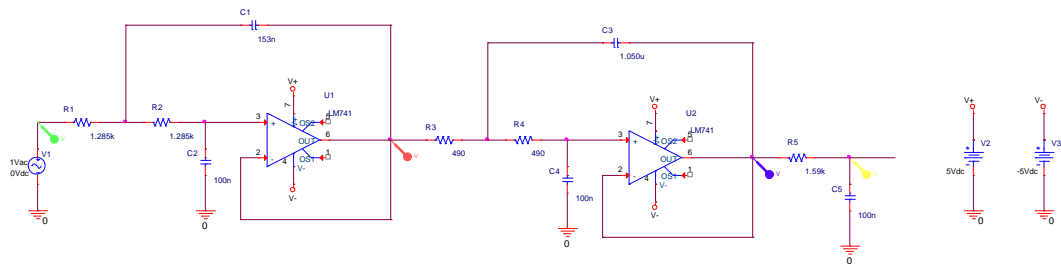 C1
153n
C3
1.050u
R1
1.285k
R2
1.285k
C2
100n
V1
1Vac
0Vdc
0
0
U1
LM741
V+
7
3
+
2
-
4
V-
V-
OS2
5
OUT
6
OS1
1
V
V
R3
490
R4
490
C4
100n
0
U2
LM741
V+
7
3
+
2
-
4
V-
V-
OS2
5
OUT
6
OS1
1
V
R5
1.59k
V
C5
100n
0
V+
V2
5Vdc
0
V-
V3
-5Vdc
0